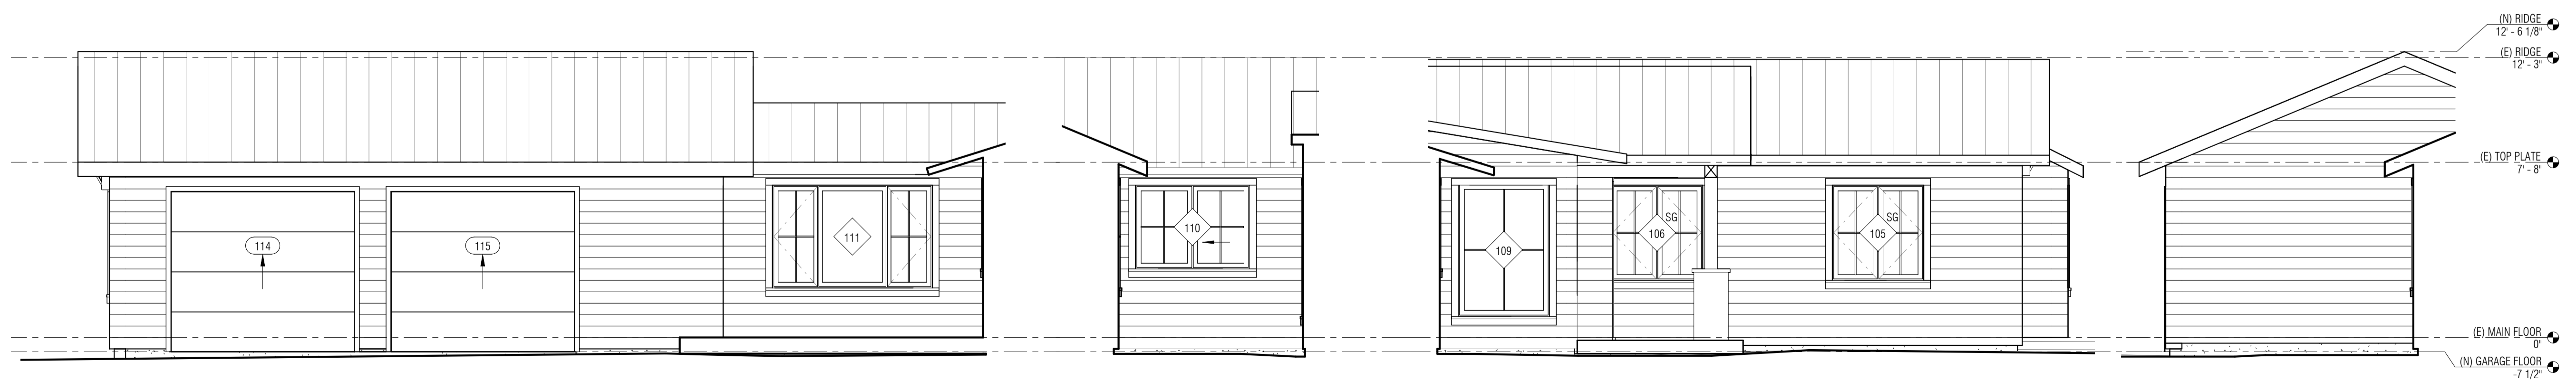 (N) RIDGE
12' - 6 1/8"
(E) RIDGE
12' - 3"
(E) TOP PLATE
7' - 8"
114
115
111
110
109
SG
106
SG
105
(E) MAIN FLOOR
0"
(N) GARAGE FLOOR
-7 1/2"